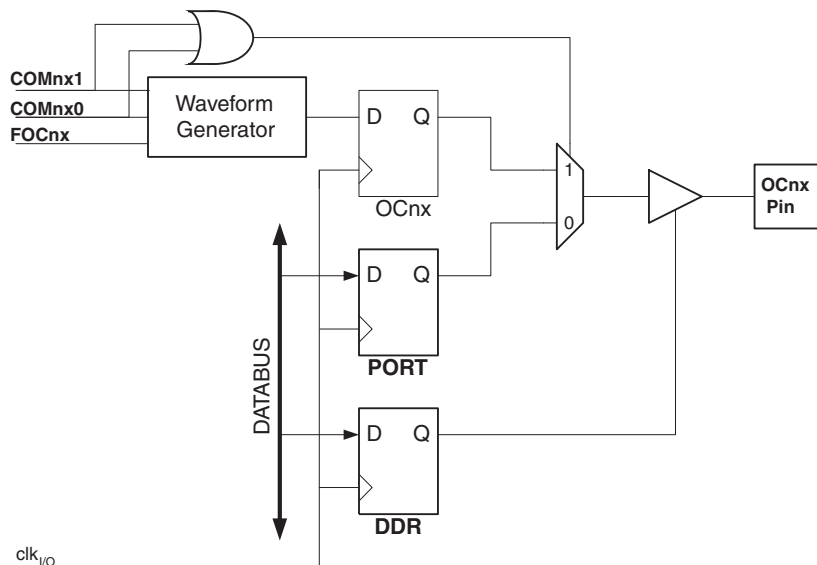 COMnx1
COMnx0
FOCnx
Waveform
Generator
D Q
OCnx
1
0
OCnx
Pin
D Q
PORT
DATABUS
D Q
DDR
clkI/O